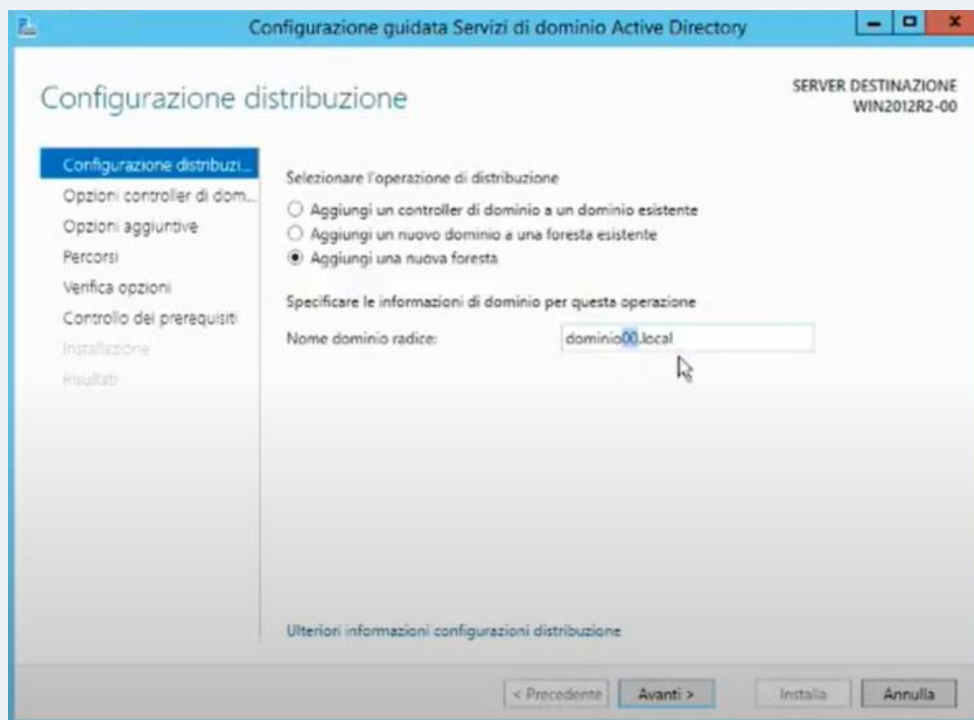 Configurazione guidata Servizi di dominio Active Directory
Configurazione distribuzione
SERVER DESTINAZIONE
WIN2012R2-00
Configurazione distribuzi...
Opzioni controller di dom...
Opzioni aggiuntive
Percorsi
Verifica opzioni
Controllo dei prerequisiti
Installazione
Risultati
Selezionare l'operazione di distribuzione
Aggiungi un controller di dominio a un dominio esistente
Aggiungi un nuovo dominio a una foresta esistente
Aggiungi una nuova foresta
Specificare le informazioni di dominio per questa operazione
Nome dominio radice: dominio00.local
Ulteriori informazioni configurazioni distribuzione
< Precedente Avanti > Installa Annulla